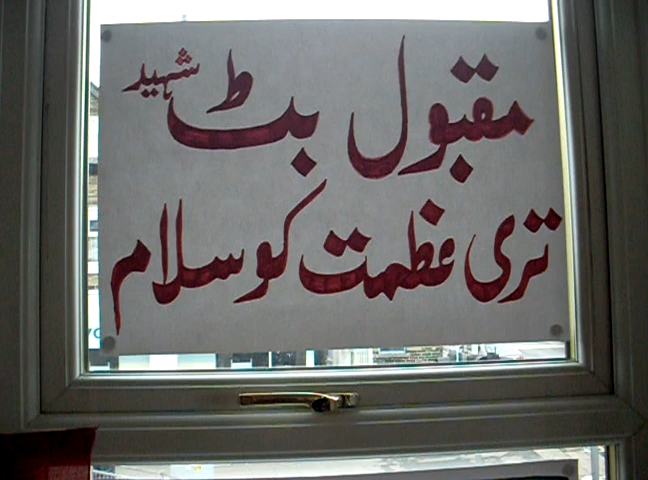 مقبول بٹ شہید
تری عظمت کو سلام